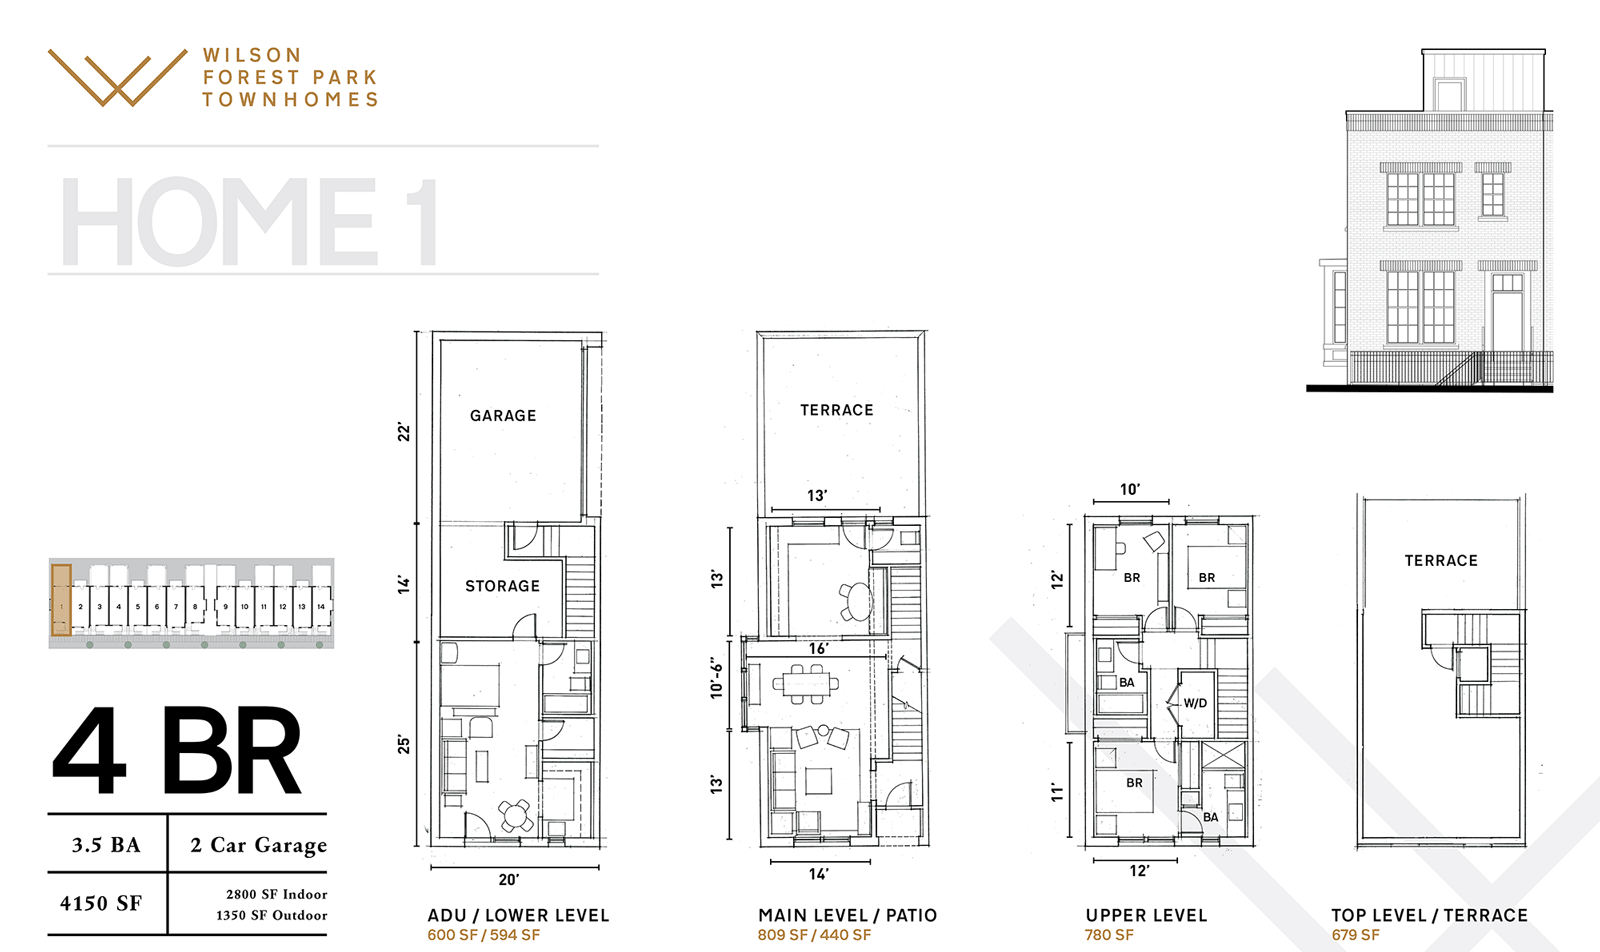 WILSON
FOREST PARK
TOWNHOMES
HOME 1
1 2 3 4 5 6 7 8 9 10 11 12 13 14
4 BR
3.5 BA
2 Car Garage
4150 SF
2800 SF Indoor
1350 SF Outdoor
22'
GARAGE
14'
STORAGE
25'
20'
ADU / LOWER LEVEL
600 SF / 594 SF
TERRACE
13'
13'
16'
10'-6"
13'
14'
MAIN LEVEL / PATIO
809 SF / 440 SF
10'
12'
BR
BR
BA
W/D
11'
BR
BA
12'
UPPER LEVEL
780 SF
TERRACE
TOP LEVEL / TERRACE
679 SF